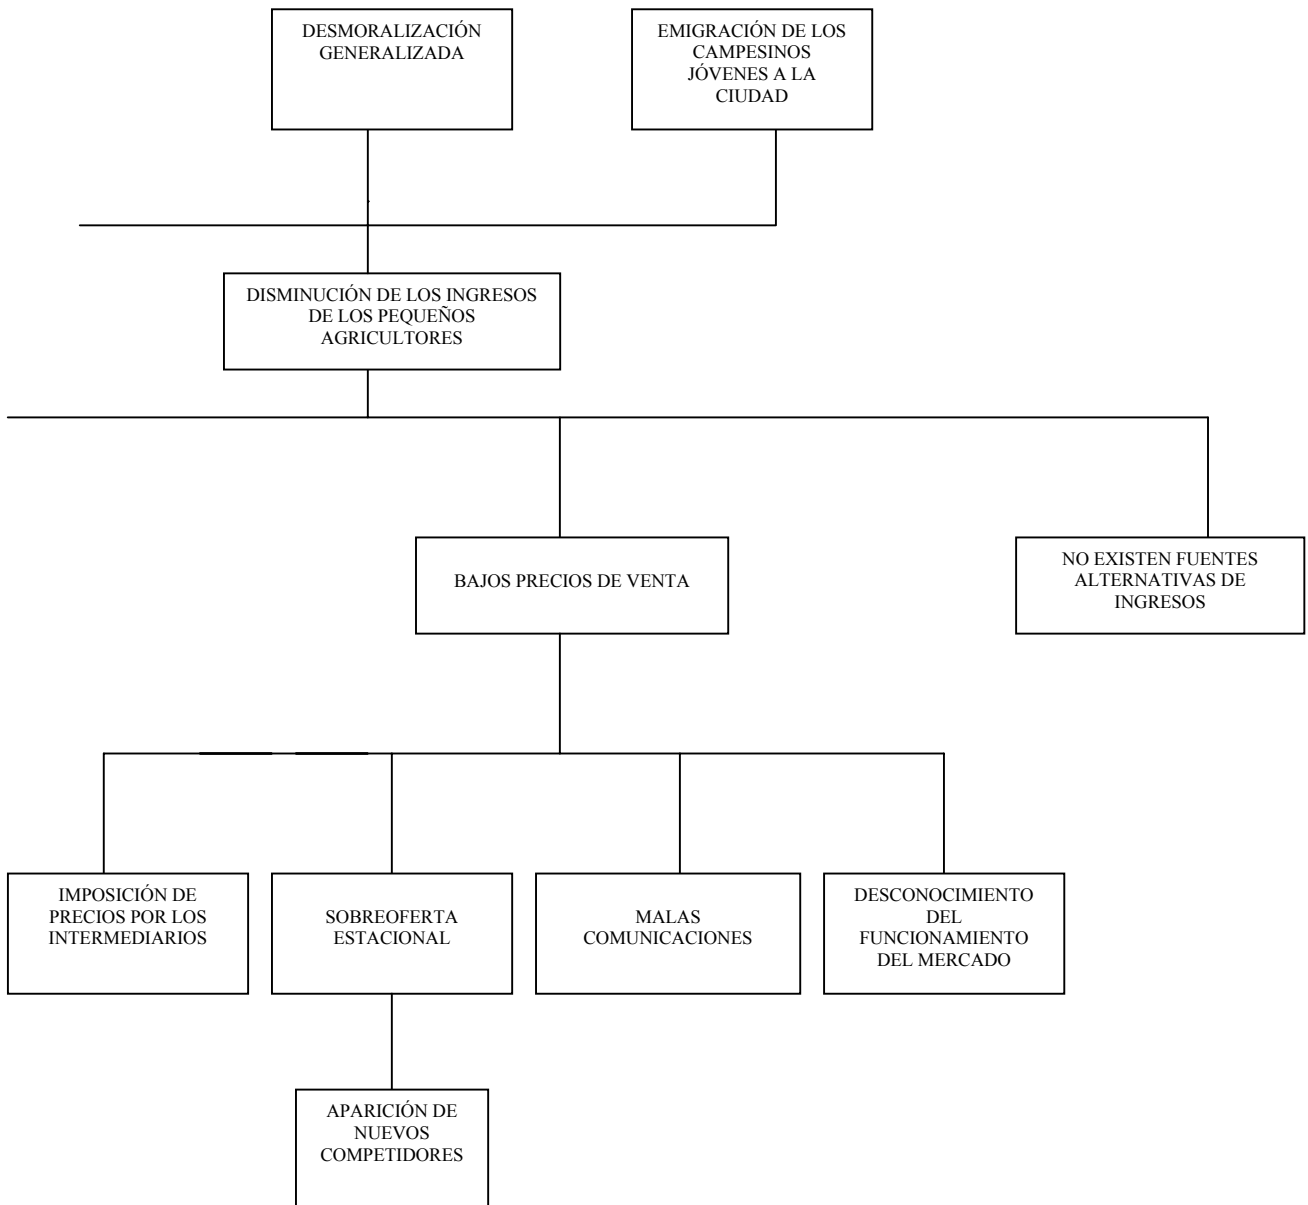 DESMORALIZACIÓN
GENERALIZADA
EMIGRACIÓN DE LOS
CAMPESINOS
JÓVENES A LA
CIUDAD
DISMINUCIÓN DE LOS INGRESOS
DE LOS PEQUEÑOS
AGRICULTORES
BAJOS PRECIOS DE VENTA
NO EXISTEN FUENTES
ALTERNATIVAS DE
INGRESOS
IMPOSICIÓN DE
PRECIOS POR LOS
INTERMEDIARIOS
SOBREOFERTA
ESTACIONAL
MALAS
COMUNICACIONES
DESCONOCIMIENTO
DEL
FUNCIONAMIENTO
DEL MERCADO
APARICIÓN DE
NUEVOS
COMPETIDORES